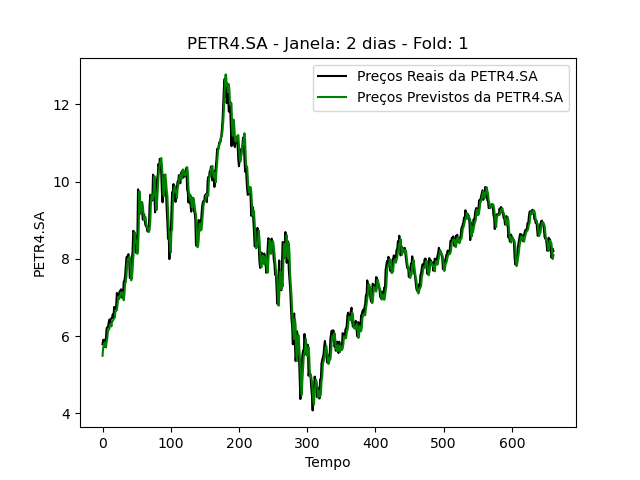 PETR4.SA - Janela: 2 dias - Fold: 1
Preços Reais da PETR4.SA
Preços Previstos da PETR4.SA
12
10
8
6
4
PETR4.SA
0 100 200 300 400 500 600
Tempo